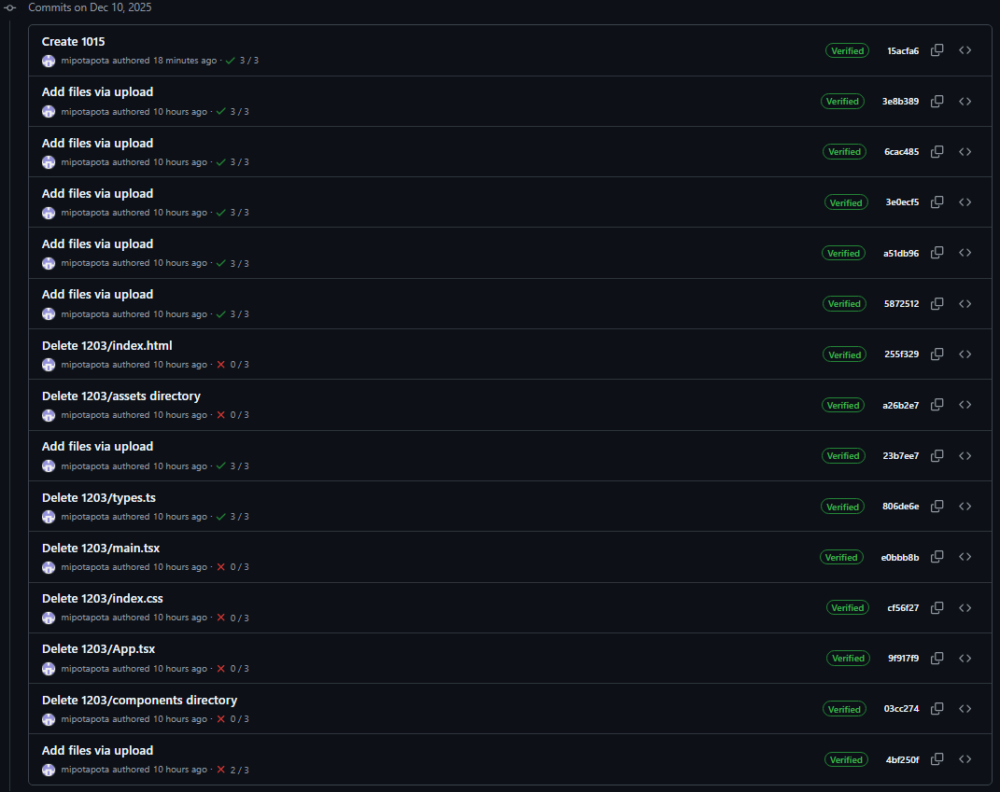 Commits on Dec 10, 2025
Create 1015
mipotapota authored 18 minutes ago · 3 / 3
Verified 15acfa6
Add files via upload
mipotapota authored 10 hours ago · 3 / 3
Verified 3e8b389
Add files via upload
mipotapota authored 10 hours ago · 3 / 3
Verified 6cac485
Add files via upload
mipotapota authored 10 hours ago · 3 / 3
Verified 3e0ecf5
Add files via upload
mipotapota authored 10 hours ago · 3 / 3
Verified a51db96
Add files via upload
mipotapota authored 10 hours ago · 3 / 3
Verified 5872512
Delete 1203/index.html
mipotapota authored 10 hours ago · 0 / 3
Verified 255f329
Delete 1203/assets directory
mipotapota authored 10 hours ago · 0 / 3
Verified a26b2e7
Add files via upload
mipotapota authored 10 hours ago · 3 / 3
Verified 23b7ee7
Delete 1203/types.ts
mipotapota authored 10 hours ago · 3 / 3
Verified 806de6e
Delete 1203/main.tsx
mipotapota authored 10 hours ago · 0 / 3
Verified e0bbb8b
Delete 1203/index.css
mipotapota authored 10 hours ago · 0 / 3
Verified cf56f27
Delete 1203/App.tsx
mipotapota authored 10 hours ago · 0 / 3
Verified 9f917f9
Delete 1203/components directory
mipotapota authored 10 hours ago · 0 / 3
Verified 03cc274
Add files via upload
mipotapota authored 10 hours ago · 2 / 3
Verified 4bf250f